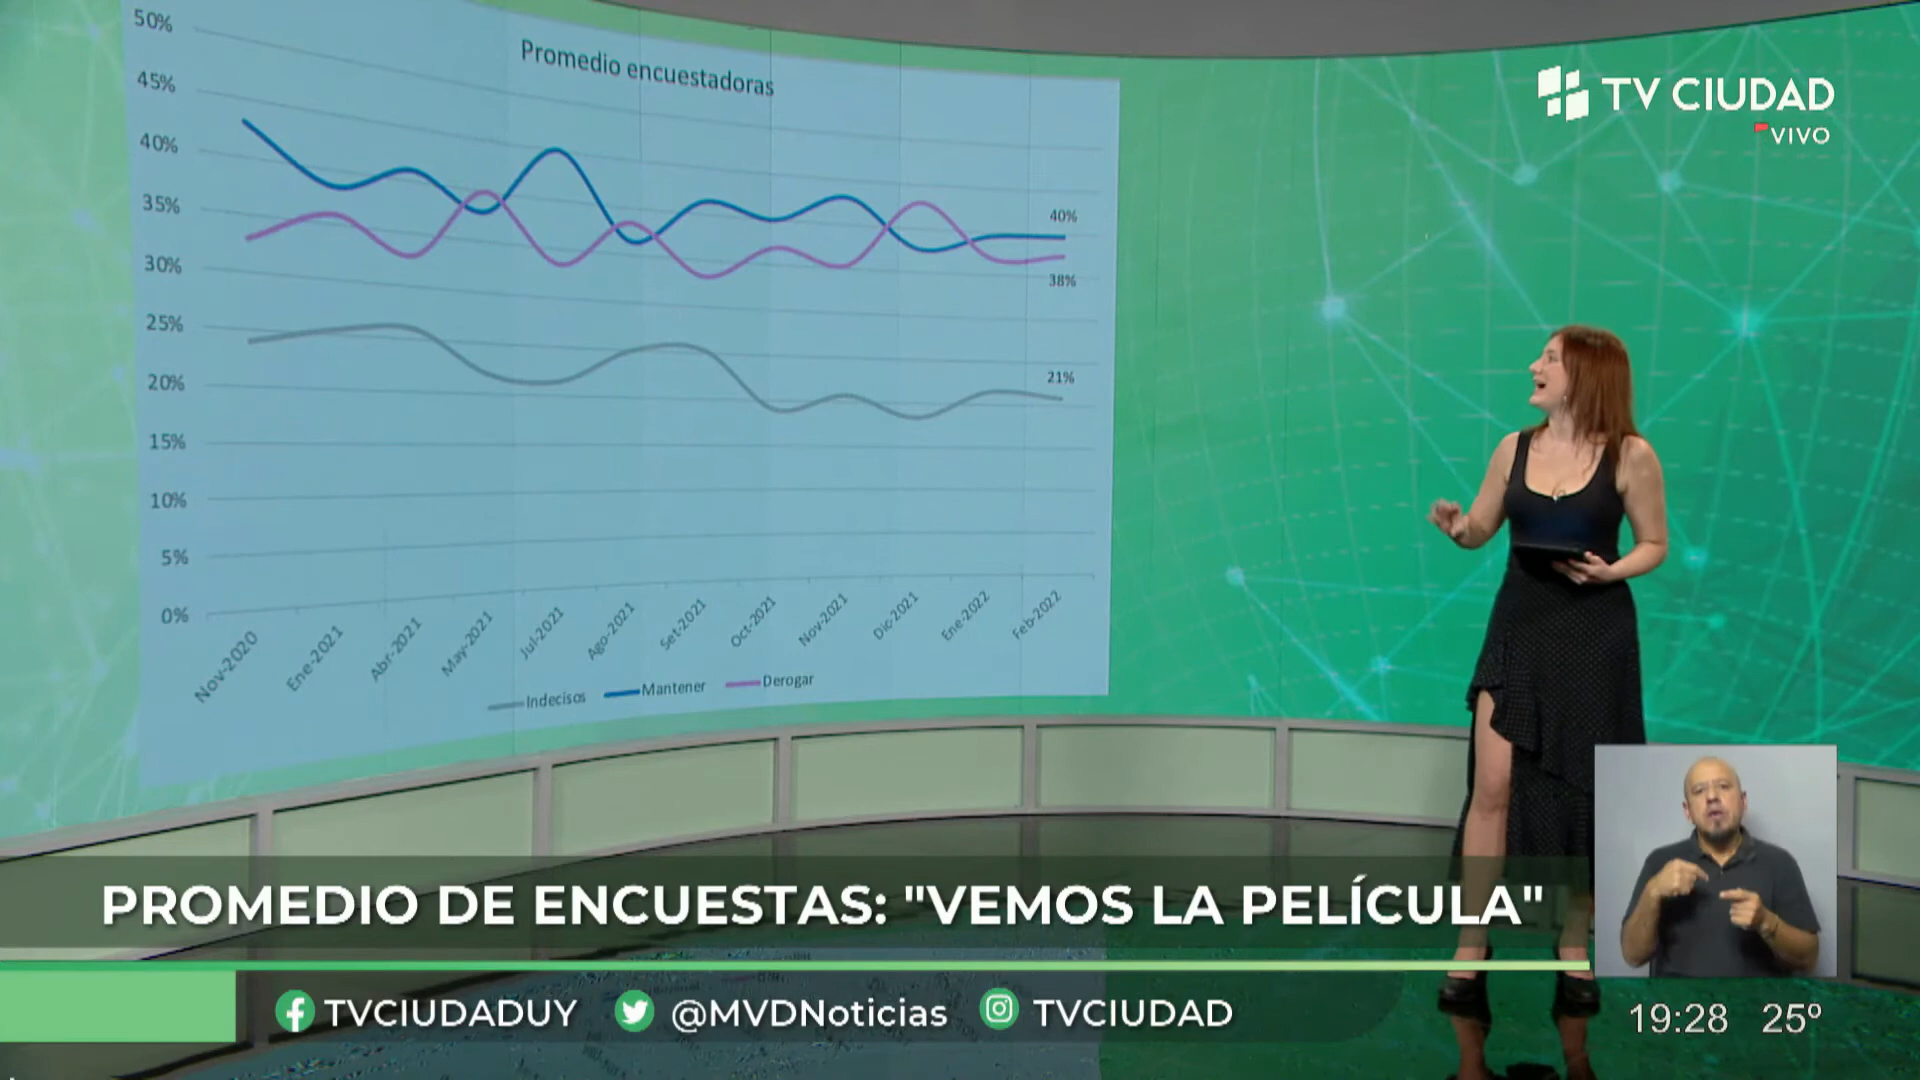 50%
45%
40%
35%
30%
25%
20%
15%
10%
5%
0%
Promedio encuestadoras
40%
38%
21%
Nov-2020
Ene-2021
Abr-2021
May-2021
Jul-2021
Ago-2021
Set-2021
Oct-2021
Nov-2021
Dic-2021
Ene-2022
Feb-2022
Indecisos Mantener Derogar
TV CIUDAD
VIVO
PROMEDIO DE ENCUESTAS: "VEMOS LA PELÍCULA"
TVCIUDADUY @MVDNoticias TVCIUDAD
19:28 25º